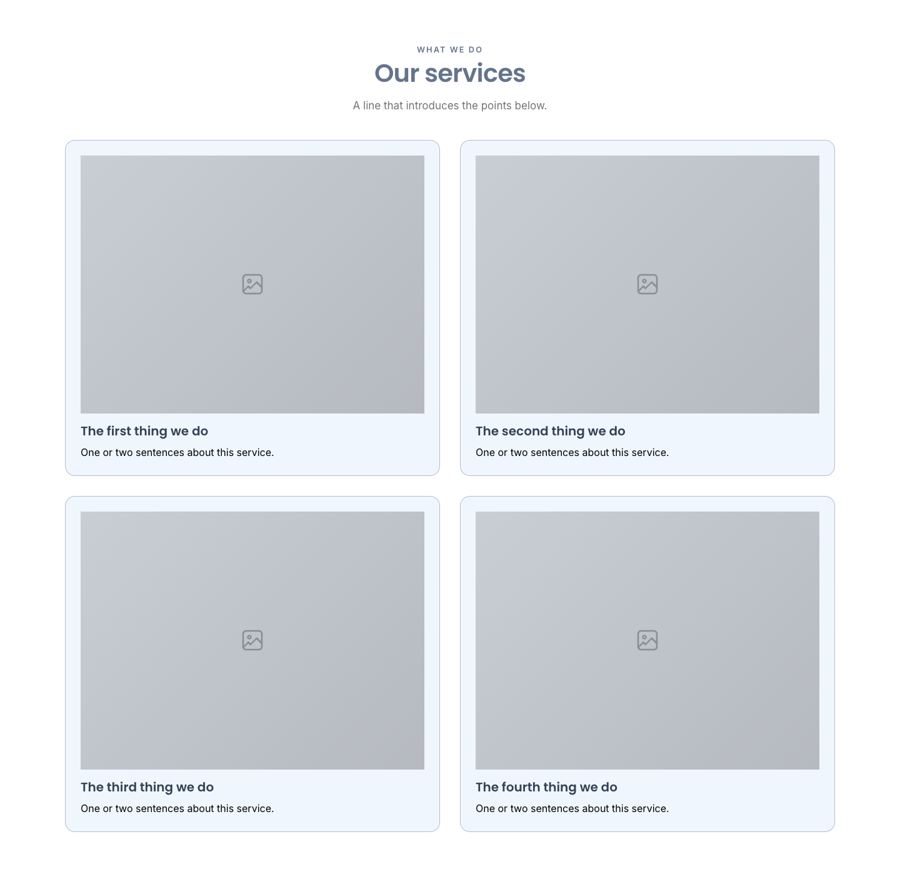 WHAT WE DO
Our services
A line that introduces the points below.
The first thing we do
One or two sentences about this service.
The second thing we do
One or two sentences about this service.
The third thing we do
One or two sentences about this service.
The fourth thing we do
One or two sentences about this service.